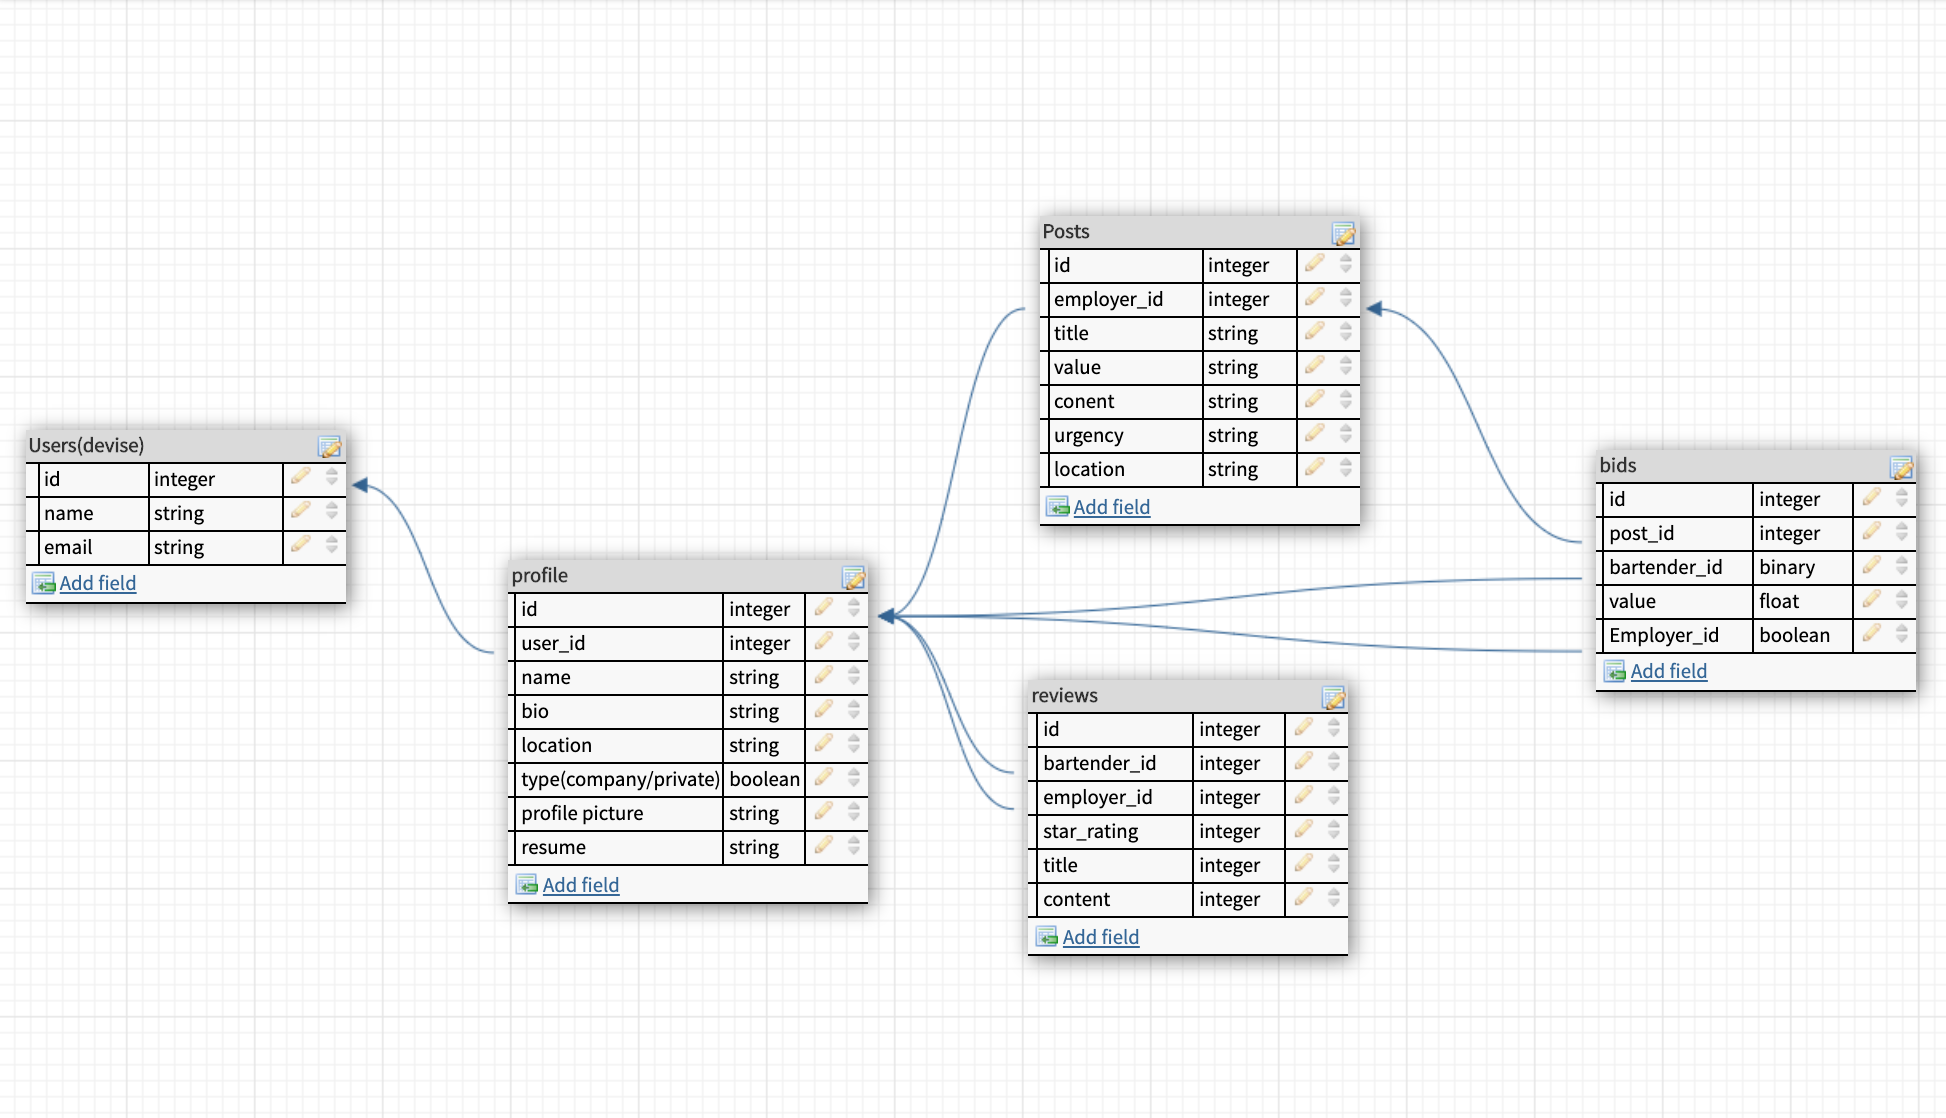 Users(devise)
id integer
name string
email string
Add field
profile
id integer
user_id integer
name string
bio string
location string
type(company/private) boolean
profile picture string
resume string
Add field
Posts
id integer
employer_id integer
title string
value string
conent string
urgency string
location string
Add field
reviews
id integer
bartender_id integer
employer_id integer
star_rating integer
title integer
content integer
Add field
bids
id integer
post_id integer
bartender_id binary
value float
Employer_id boolean
Add field